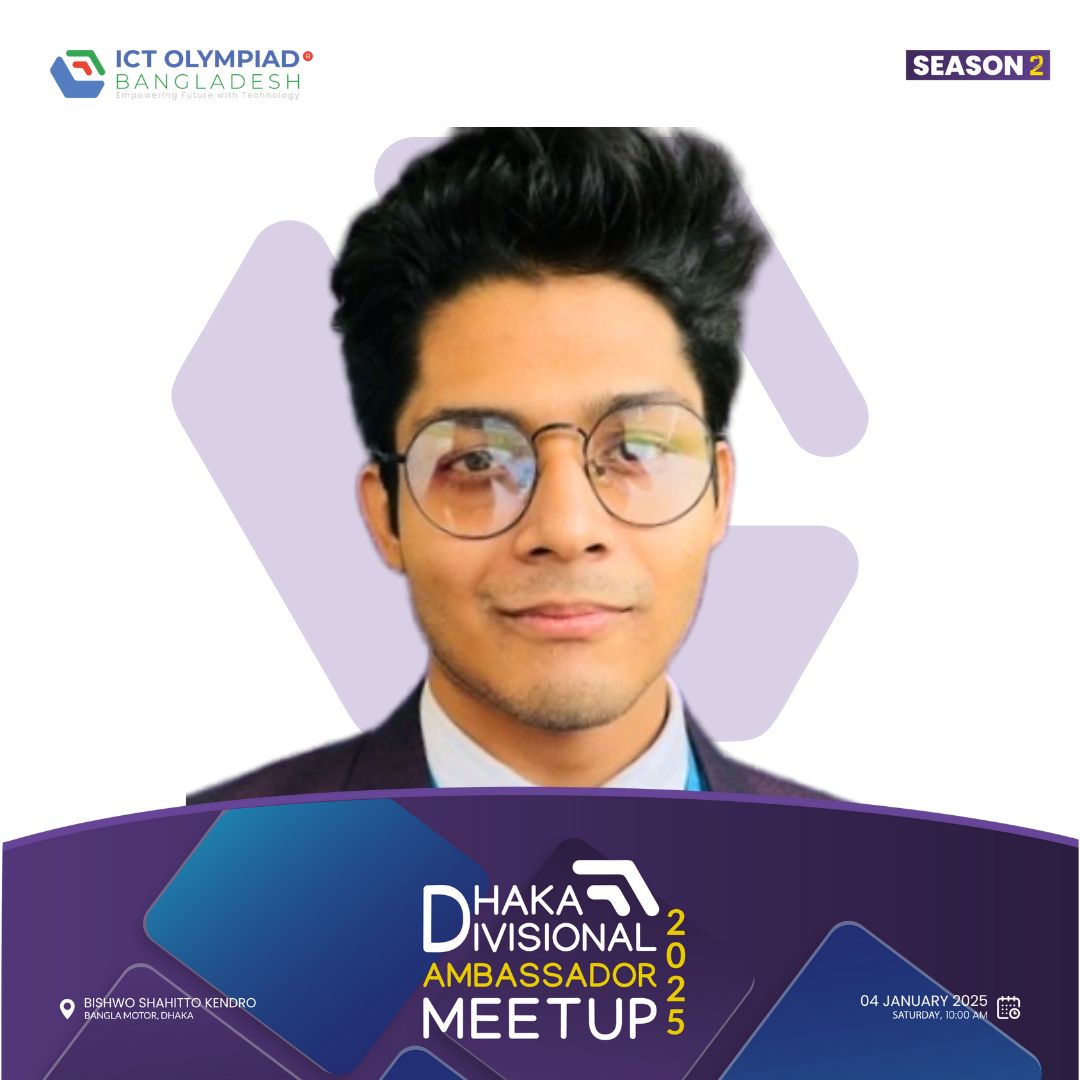 ICT OLYMPIAD®
BANGLADESH
Empowering Future with Technology
SEASON 2
DHAKA
DIVISIONAL
AMBASSADOR
MEETUP
2025
BISHWO SHAHITTO KENDRO
BANGLA MOTOR, DHAKA
04 JANUARY 2025
SATURDAY, 10:00 AM